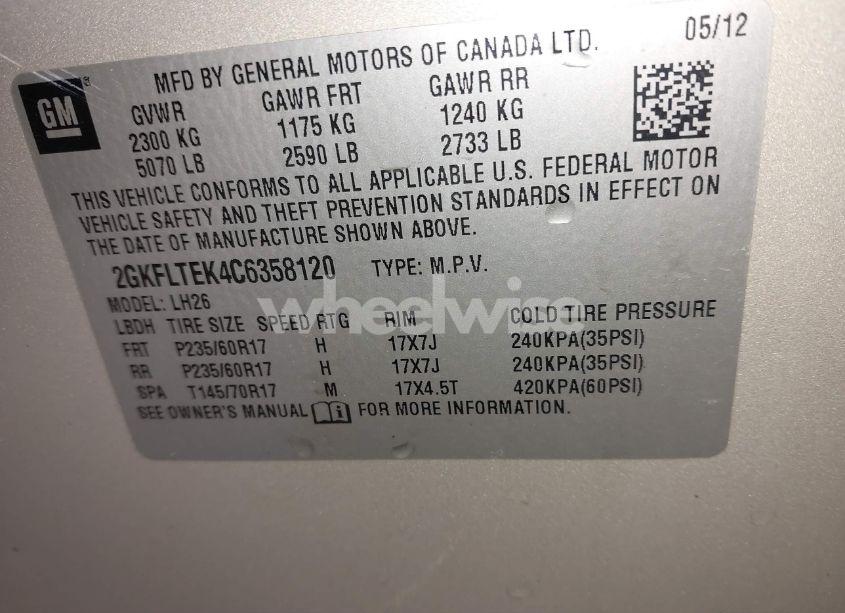 05/12
MFD BY GENERAL MOTORS OF CANADA LTD.
GM
GVWR GAWR FRT GAWR RR
2300 KG 1175 KG 1240 KG
5070 LB 2590 LB 2733 LB
THIS VEHICLE CONFORMS TO ALL APPLICABLE U.S. FEDERAL MOTOR
VEHICLE SAFETY AND THEFT PREVENTION STANDARDS IN EFFECT ON
THE DATE OF MANUFACTURE SHOWN ABOVE.
2GKFLTEK4C6358120 TYPE: M.P.V.
wheelwise
MODEL: LH26
LBDH TIRE SIZE SPEED RTG RIM COLD TIRE PRESSURE
FRT P235/60R17 H 17X7J 240KPA(35PSI)
RR P235/60R17 H 17X7J 240KPA(35PSI)
SPA T145/70R17 M 17X4.5T 420KPA(60PSI)
SEE OWNER'S MANUAL i FOR MORE INFORMATION.